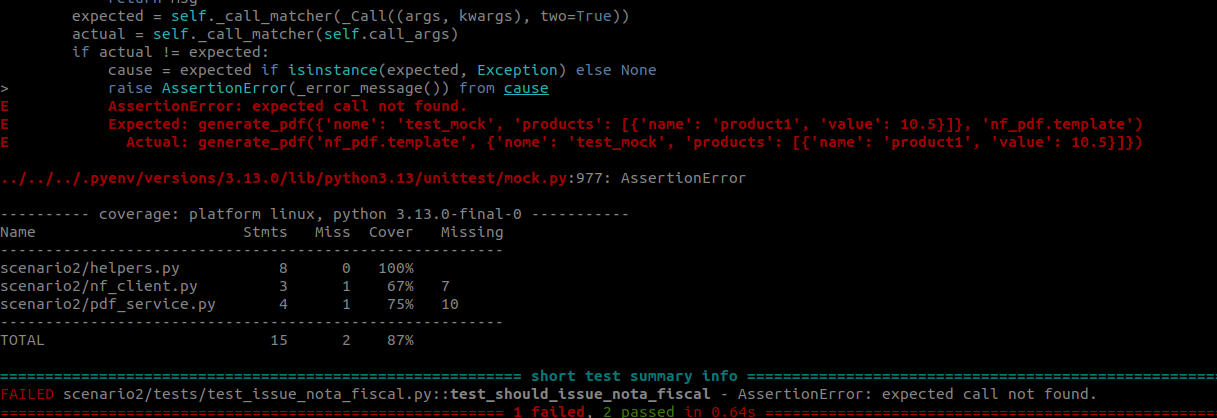 return msg
expected = self._call_matcher(_Call((args, kwargs), two=True))
actual = self._call_matcher(self.call_args)
if actual != expected:
cause = expected if isinstance(expected, Exception) else None
> raise AssertionError(_error_message()) from cause
E AssertionError: expected call not found.
E Expected: generate_pdf({'nome': 'test_mock', 'products': [{'name': 'product1', 'value': 10.5}]}, 'nf_pdf.template')
E Actual: generate_pdf('nf_pdf.template', {'nome': 'test_mock', 'products': [{'name': 'product1', 'value': 10.5}]})
../../../.pyenv/versions/3.13.0/lib/python3.13/unittest/mock.py:977: AssertionError
---------- coverage: platform linux, python 3.13.0-final-0 -----------
Name Stmts Miss Cover Missing
--------------------------------------------------------
scenario2/helpers.py 8 0 100%
scenario2/nf_client.py 3 1 67% 7
scenario2/pdf_service.py 4 1 75% 10
--------------------------------------------------------
TOTAL 15 2 87%
========================================================== short test summary info ====================================================
FAILED scenario2/tests/test_issue_nota_fiscal.py::test_should_issue_nota_fiscal - AssertionError: expected call not found.
======================================================== 1 failed, 2 passed in 0.64s ==================================================